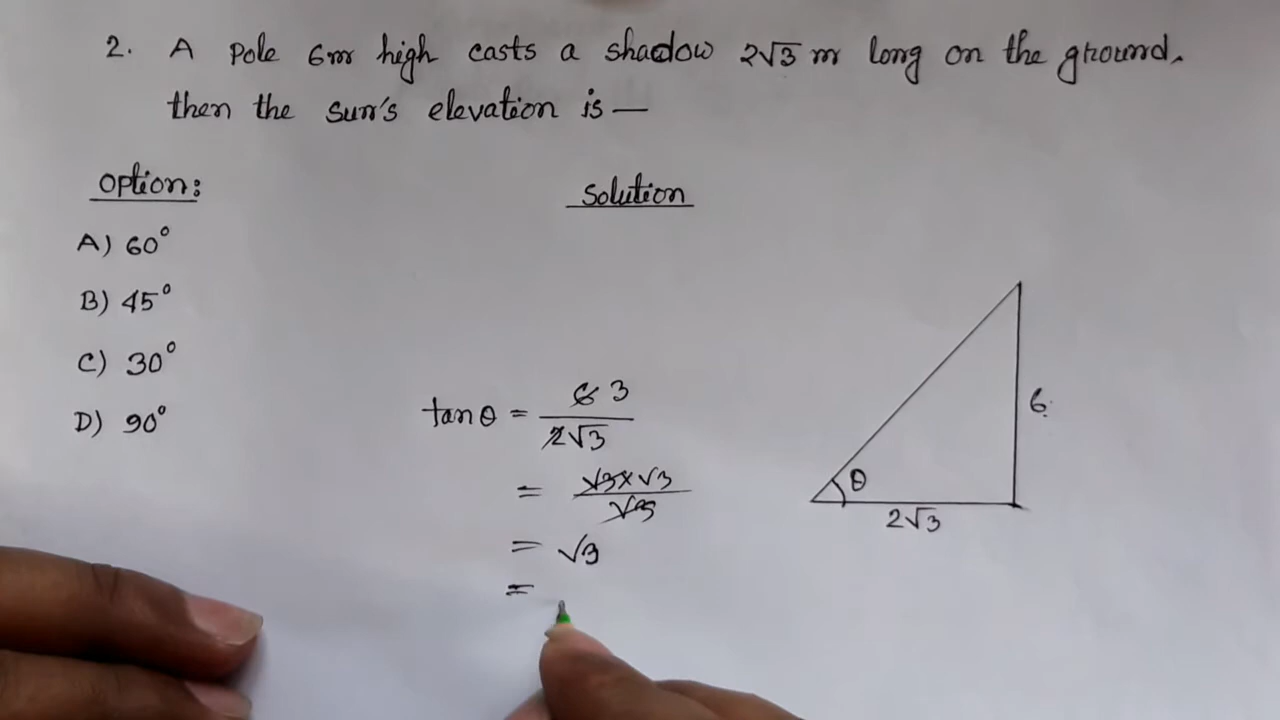 2. A Pole 6m high casts a shadow 2√3 m long on the ground.
then the sun's elevation is —
Option:
Solution
A) 60°
B) 45°
C) 30°
D) 90°
tan θ = 6 3
2√3
= √3×√3
√3
= √3
=
θ
6
2√3